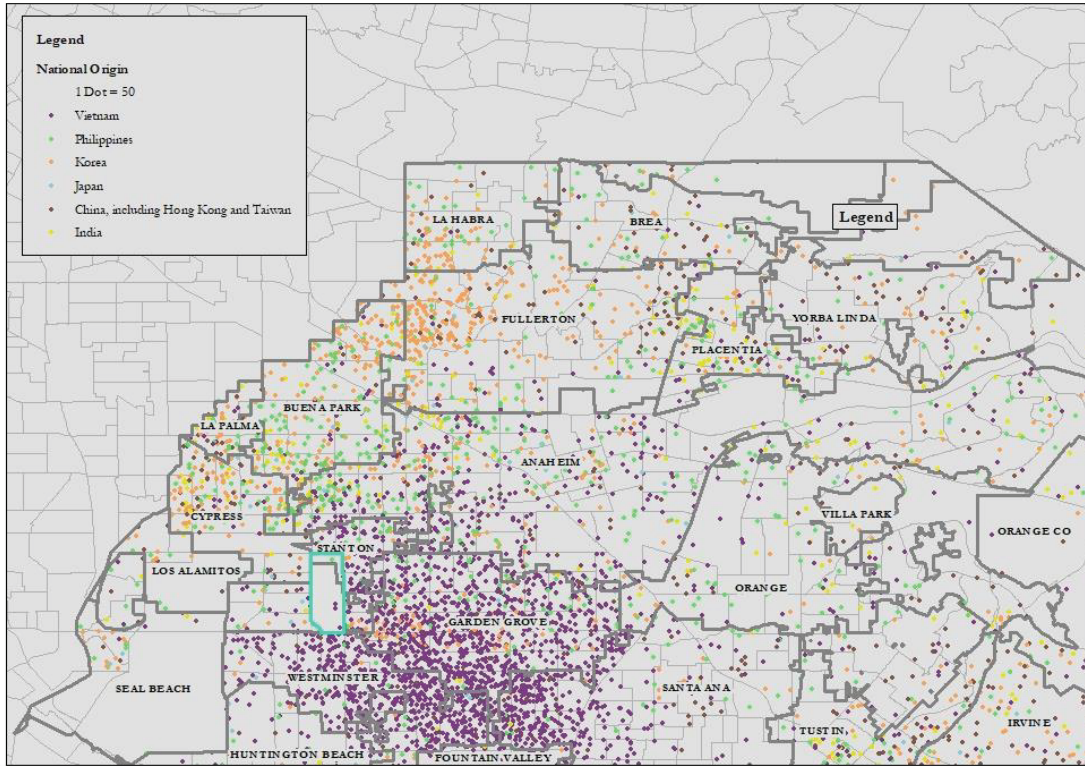 Legend
National Origin
1 Dot = 50
Vietnam
Philippines
Korea
Japan
China, including Hong Kong and Taiwan
India
LA HABRA
BREA
Legend
FULLERTON
YORBA LINDA
PLACENTIA
BUENA PARK
LA PALMA
ANAHEIM
CYPRESS
VILLA PARK
ORANGE CO
STANTON
LOS ALAMITOS
ORANGE
GARDEN GROVE
WESTMINSTER
SEAL BEACH
SANTA ANA
IRVINE
TUSTIN
HUNTINGTON BEACH
FOUNTAIN VALLEY